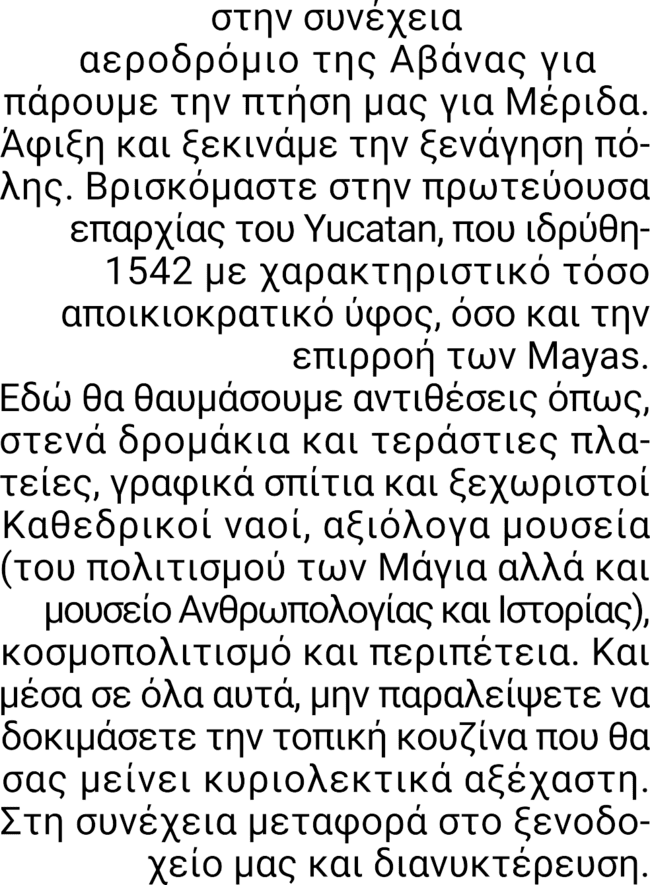 στην συνέχεια
αεροδρόμιο της Αβάνας για
πάρουμε την πτήση μας για Μέριδα.
Άφιξη και ξεκινάμε την ξενάγηση πό-
λης. Βρισκόμαστε στην πρωτεύουσα
επαρχίας του Yucatan, που ιδρύθη-
1542 με χαρακτηριστικό τόσο
αποικιοκρατικό ύφος, όσο και την
επιρροή των Mayas.
Εδώ θα θαυμάσουμε αντιθέσεις όπως,
στενά δρομάκια και τεράστιες πλα-
τείες, γραφικά σπίτια και ξεχωριστοί
Καθεδρικοί ναοί, αξιόλογα μουσεία
(του πολιτισμού των Μάγια αλλά και
μουσείο Ανθρωπολογίας και Ιστορίας),
κοσμοπολιτισμό και περιπέτεια. Και
μέσα σε όλα αυτά, μην παραλείψετε να
δοκιμάσετε την τοπική κουζίνα που θα
σας μείνει κυριολεκτικά αξέχαστη.
Στη συνέχεια μεταφορά στο ξενοδο-
χείο μας και διανυκτέρευση.